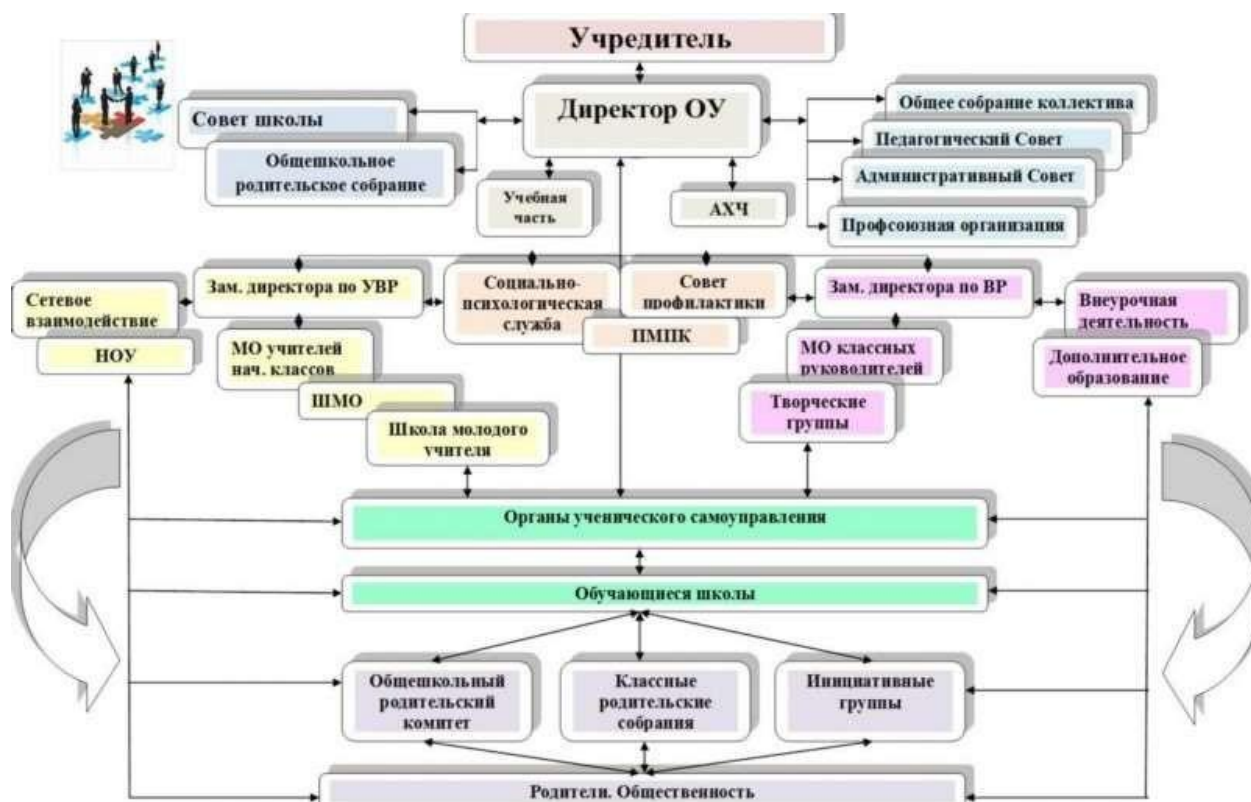 Учредитель
Директор ОУ
Совет школы
Общешкольное
родительское собрание
Общее собрание коллектива
Педагогический Совет
Административный Совет
Профсоюзная организация
Учебная
часть
АХЧ
Сетевое
взаимодействие
НОУ
Зам. директора по УВР
Социально-
психологическая
служба
Совет
профилактики
ПМПК
Зам. директора по ВР
Внеурочная
деятельность
Дополнительное
образование
МО учителей
нач. классов
ШМО
Школа молодого
учителя
МО классных
руководителей
Творческие
группы
Органы ученического самоуправления
Обучающиеся школы
Общешкольный
родительский
комитет
Классные
родительские
собрания
Инициативные
группы
Родители. Общественность